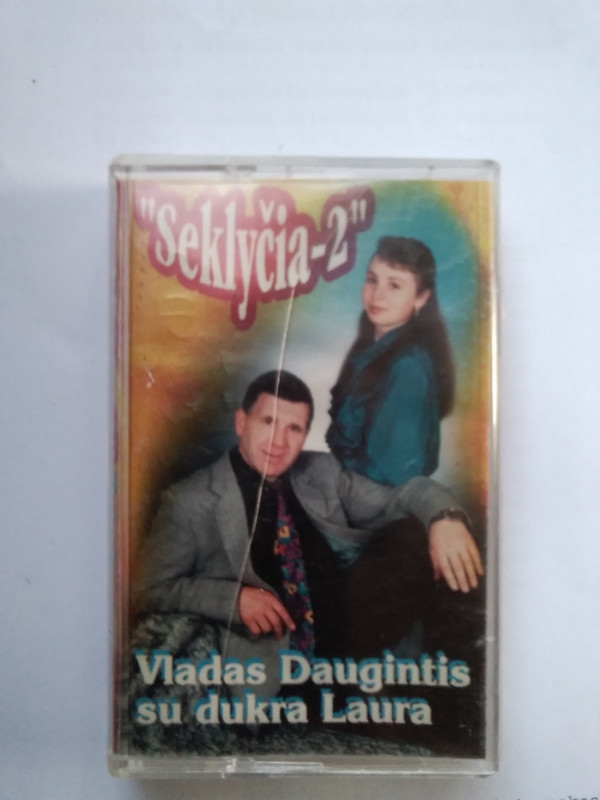 "Seklyčia-2"
Vladas Daugintis
su dukra Laura